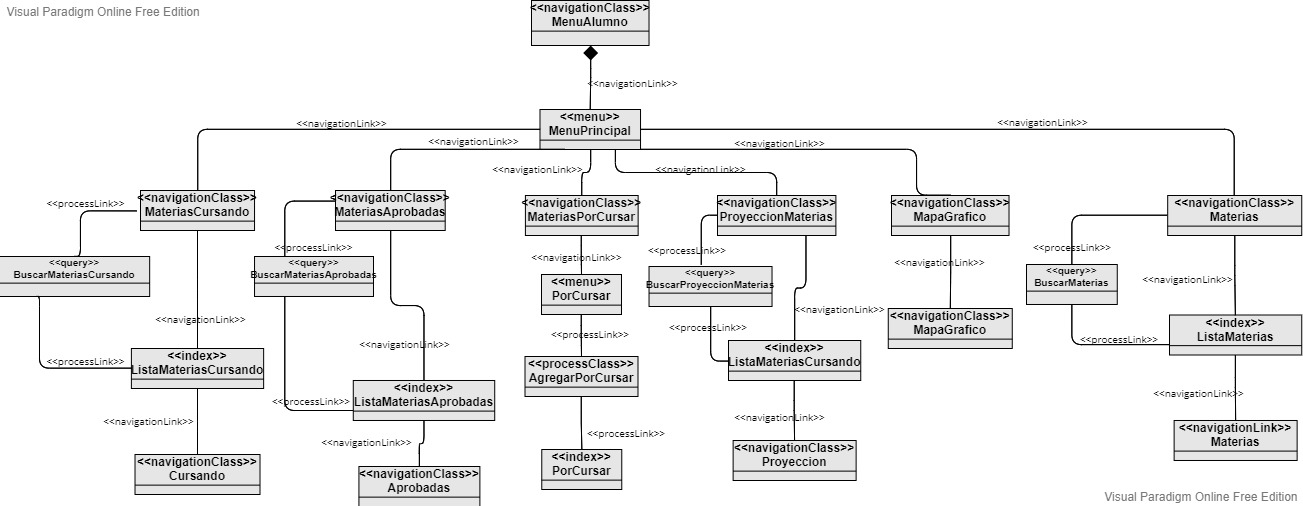 Visual Paradigm Online Free Edition
<<navigationClass>>
MenuAlumno
<<navigationLink>>
<<menu>>
MenuPrincipal
<<navigationLink>>
<<navigationLink>>
<<navigationLink>>
<<navigationLink>>
<<navigationLink>>
<<navigationLink>>
<<navigationClass>>
MateriasCursando
<<navigationClass>>
MateriasAprobadas
<<navigationClass>>
MateriasPorCursar
<<navigationClass>>
ProyeccionMaterias
<<navigationClass>>
MapaGrafico
<<navigationClass>>
Materias
<<processLink>>
<<processLink>>
<<navigationLink>>
<<processLink>>
<<navigationLink>>
<<processLink>>
<<query>>
BuscarMateriasCursando
<<query>>
BuscarMateriasAprobadas
<<menu>>
PorCursar
<<query>>
BuscarProyeccionMaterias
<<query>>
BuscarMaterias
<<navigationLink>>
<<navigationLink>>
<<navigationLink>>
<<processLink>>
<<processLink>>
<<navigationLink>>
<<navigationClass>>
MapaGrafico
<<index>>
ListaMaterias
<<processLink>>
<<processLink>>
<<index>>
ListaMateriasCursando
<<processClass>>
AgregarPorCursar
<<index>>
ListaMateriasCursando
<<processLink>>
<<index>>
ListaMateriasAprobadas
<<navigationLink>>
<<navigationLink>>
<<navigationLink>>
<<processLink>>
<<navigationLink>>
<<navigationLink>>
Materias
<<navigationClass>>
Cursando
<<navigationClass>>
Aprobadas
<<index>>
PorCursar
<<navigationClass>>
Proyeccion
Visual Paradigm Online Free Edition